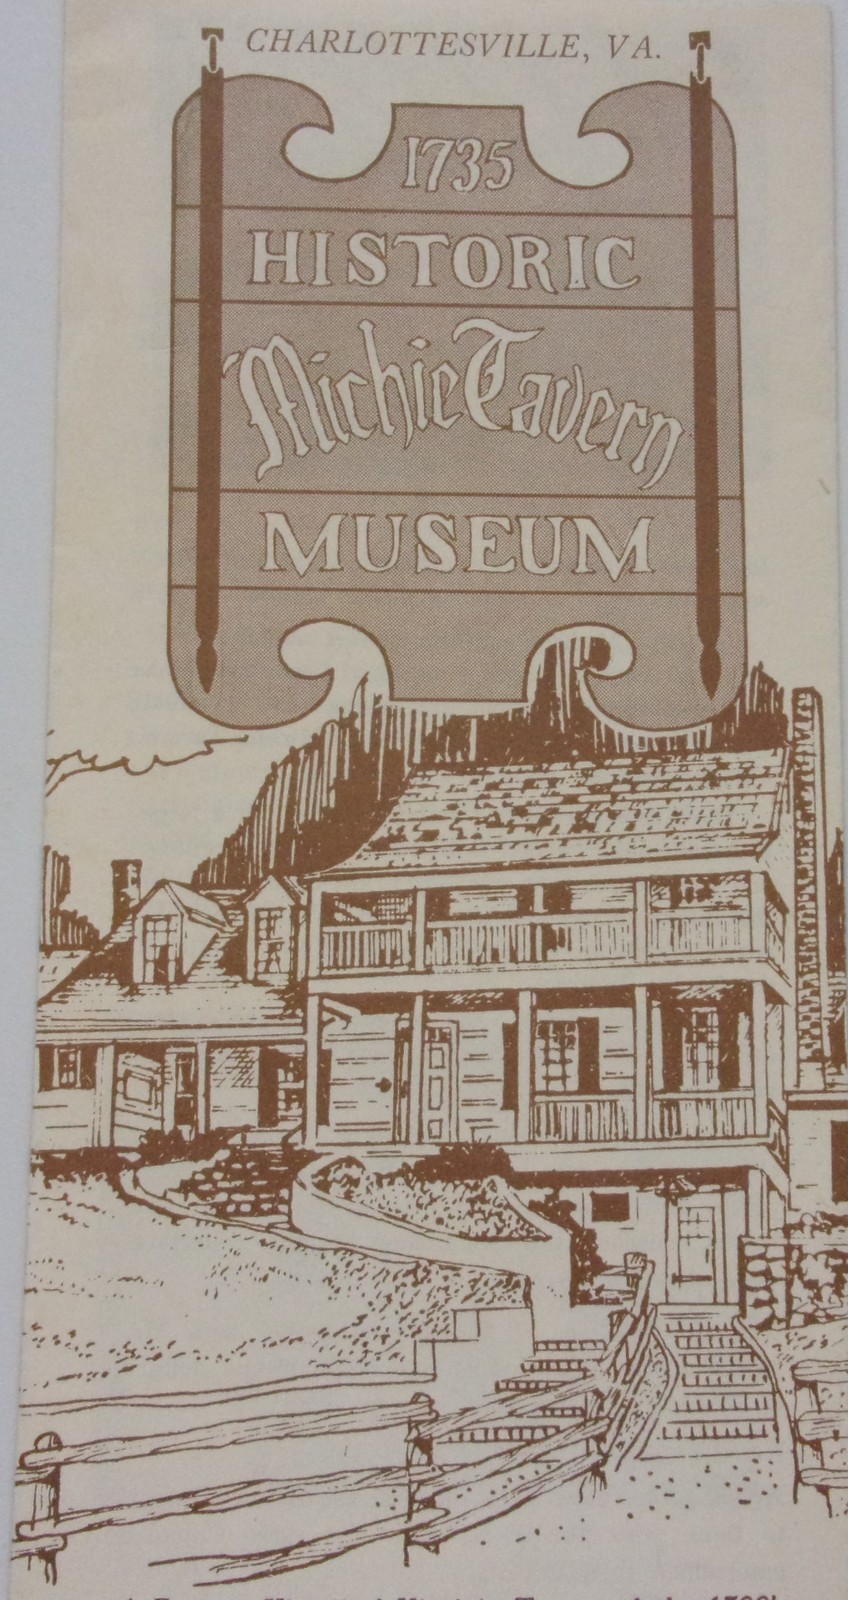 CHARLOTTESVILLE, VA.
1735
HISTORIC
Michie Tavern
MUSEUM